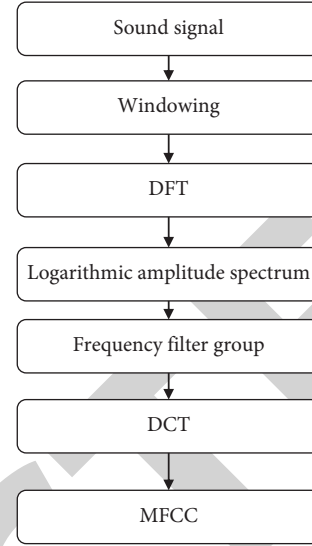 Sound signal
Windowing
DFT
Logarithmic amplitude spectrum
Frequency filter group
DCT
MFCC